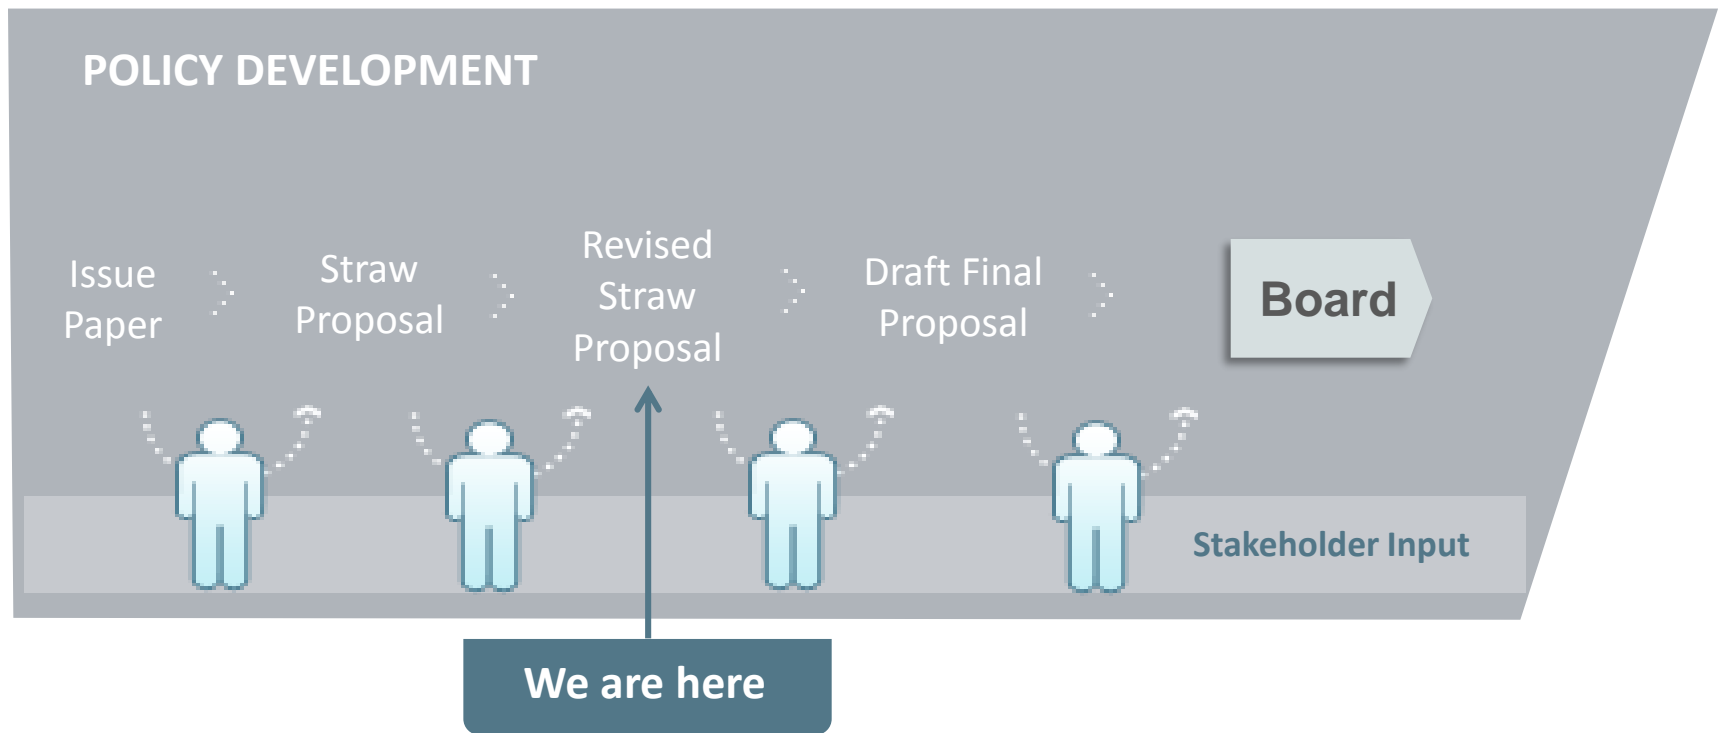 POLICY DEVELOPMENT
Issue
Paper
Straw
Proposal
Revised
Straw
Proposal
Draft Final
Proposal
Board
Stakeholder Input
We are here